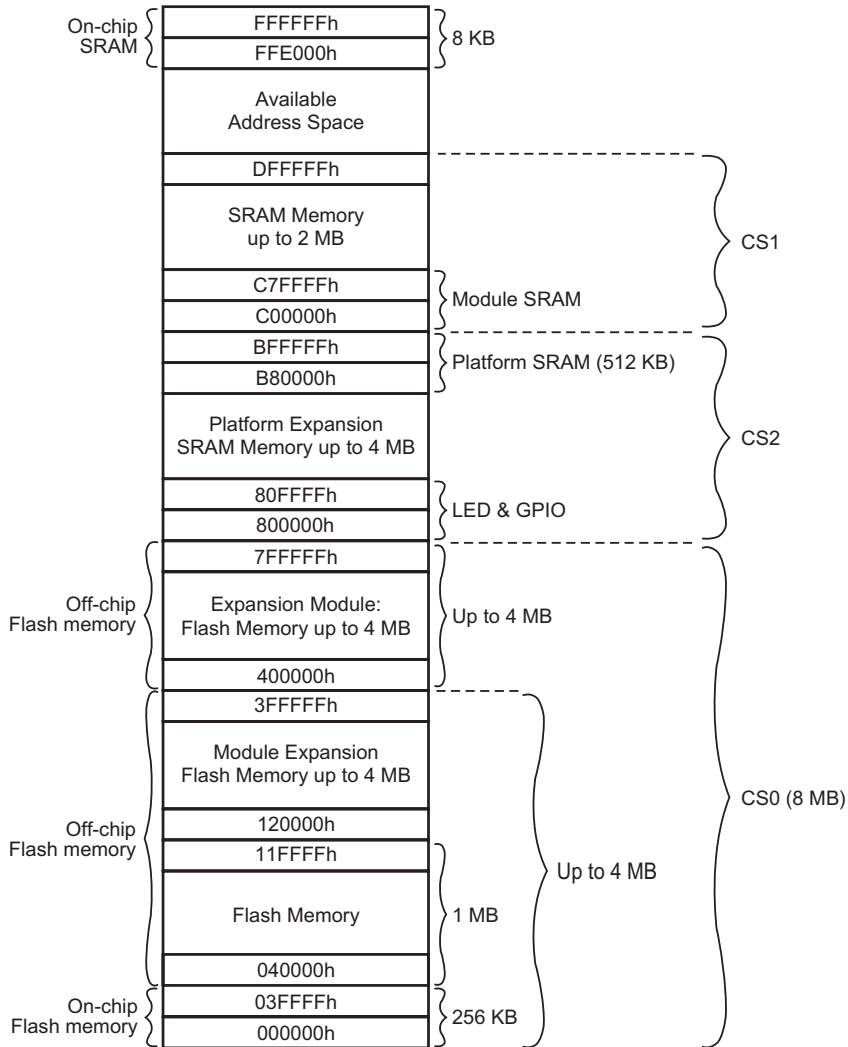 On-chip
SRAM
FFFFFFh
FFE000h
8 KB
Available
Address Space
DFFFFFh
SRAM Memory
up to 2 MB
CS1
C7FFFFh
C00000h
Module SRAM
BFFFFFh
B80000h
Platform SRAM (512 KB)
Platform Expansion
SRAM Memory up to 4 MB
CS2
80FFFFh
800000h
LED & GPIO
7FFFFFh
Off-chip
Flash memory
Expansion Module:
Flash Memory up to 4 MB
Up to 4 MB
400000h
3FFFFFh
Module Expansion
Flash Memory up to 4 MB
CS0 (8 MB)
120000h
Off-chip
Flash memory
11FFFFh
Up to 4 MB
Flash Memory
1 MB
040000h
On-chip
Flash memory
03FFFFh
000000h
256 KB